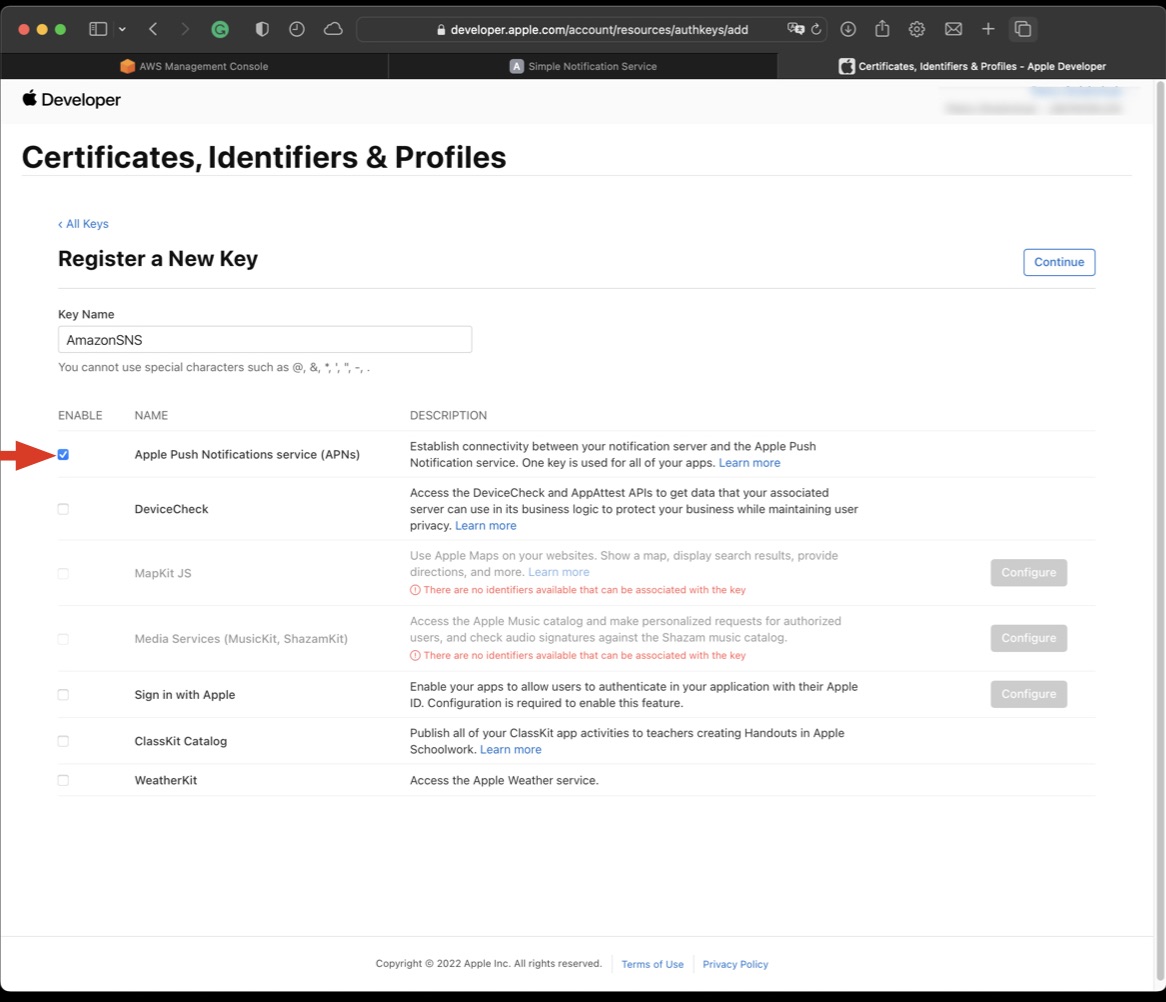 developer.apple.com/account/resources/authkeys/add
AWS Management Console
Simple Notification Service
Certificates, Identifiers & Profiles - Apple Developer
Developer
Certificates, Identifiers & Profiles
‹ All Keys
Register a New Key
Continue
Key Name
AmazonSNS
You cannot use special characters such as @, &, *, ', ", -, .
ENABLE NAME DESCRIPTION
Apple Push Notifications service (APNs)
Establish connectivity between your notification server and the Apple Push
Notification service. One key is used for all of your apps. Learn more
DeviceCheck
Access the DeviceCheck and AppAttest APIs to get data that your associated
server can use in its business logic to protect your business while maintaining user
privacy. Learn more
MapKit JS
Use Apple Maps on your websites. Show a map, display search results, provide
directions, and more. Learn more
There are no identifiers available that can be associated with the key
Configure
Media Services (MusicKit, ShazamKit)
Access the Apple Music catalog and make personalized requests for authorized
users, and check audio signatures against the Shazam music catalog.
There are no identifiers available that can be associated with the key
Configure
Sign in with Apple
Enable your apps to allow users to authenticate in your application with their Apple
ID. Configuration is required to enable this feature.
Configure
ClassKit Catalog
Publish all of your ClassKit app activities to teachers creating Handouts in Apple
Schoolwork. Learn more
WeatherKit
Access the Apple Weather service.
Copyright © 2022 Apple Inc. All rights reserved. Terms of Use Privacy Policy